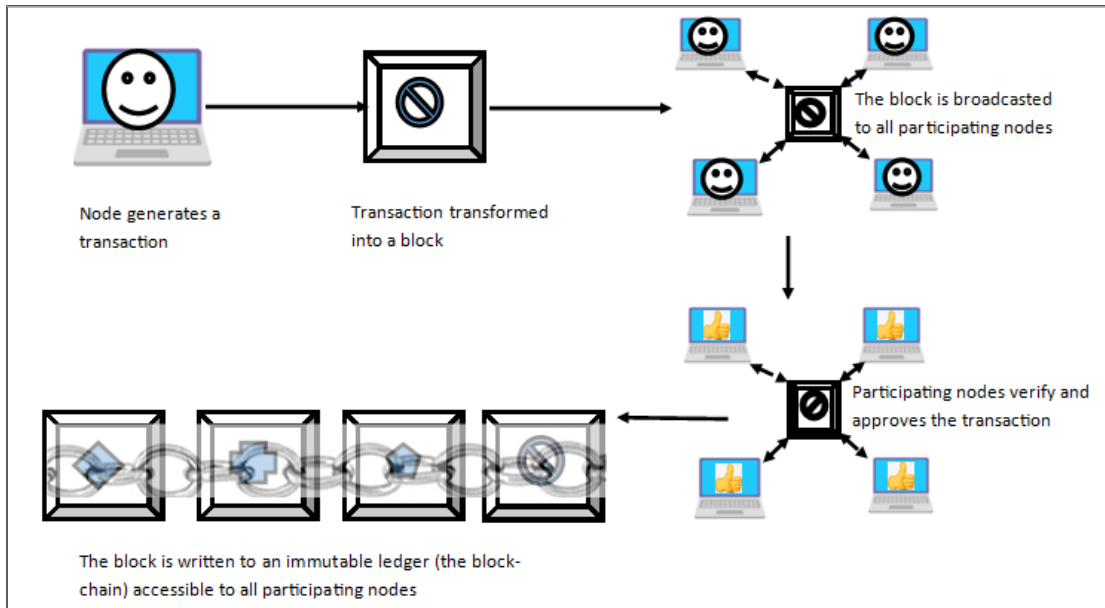 Node generates a
transaction
Transaction transformed
into a block
The block is broadcasted
to all participating nodes
Participating nodes verify and
approves the transaction
The block is written to an immutable ledger (the block-
chain) accessible to all participating nodes